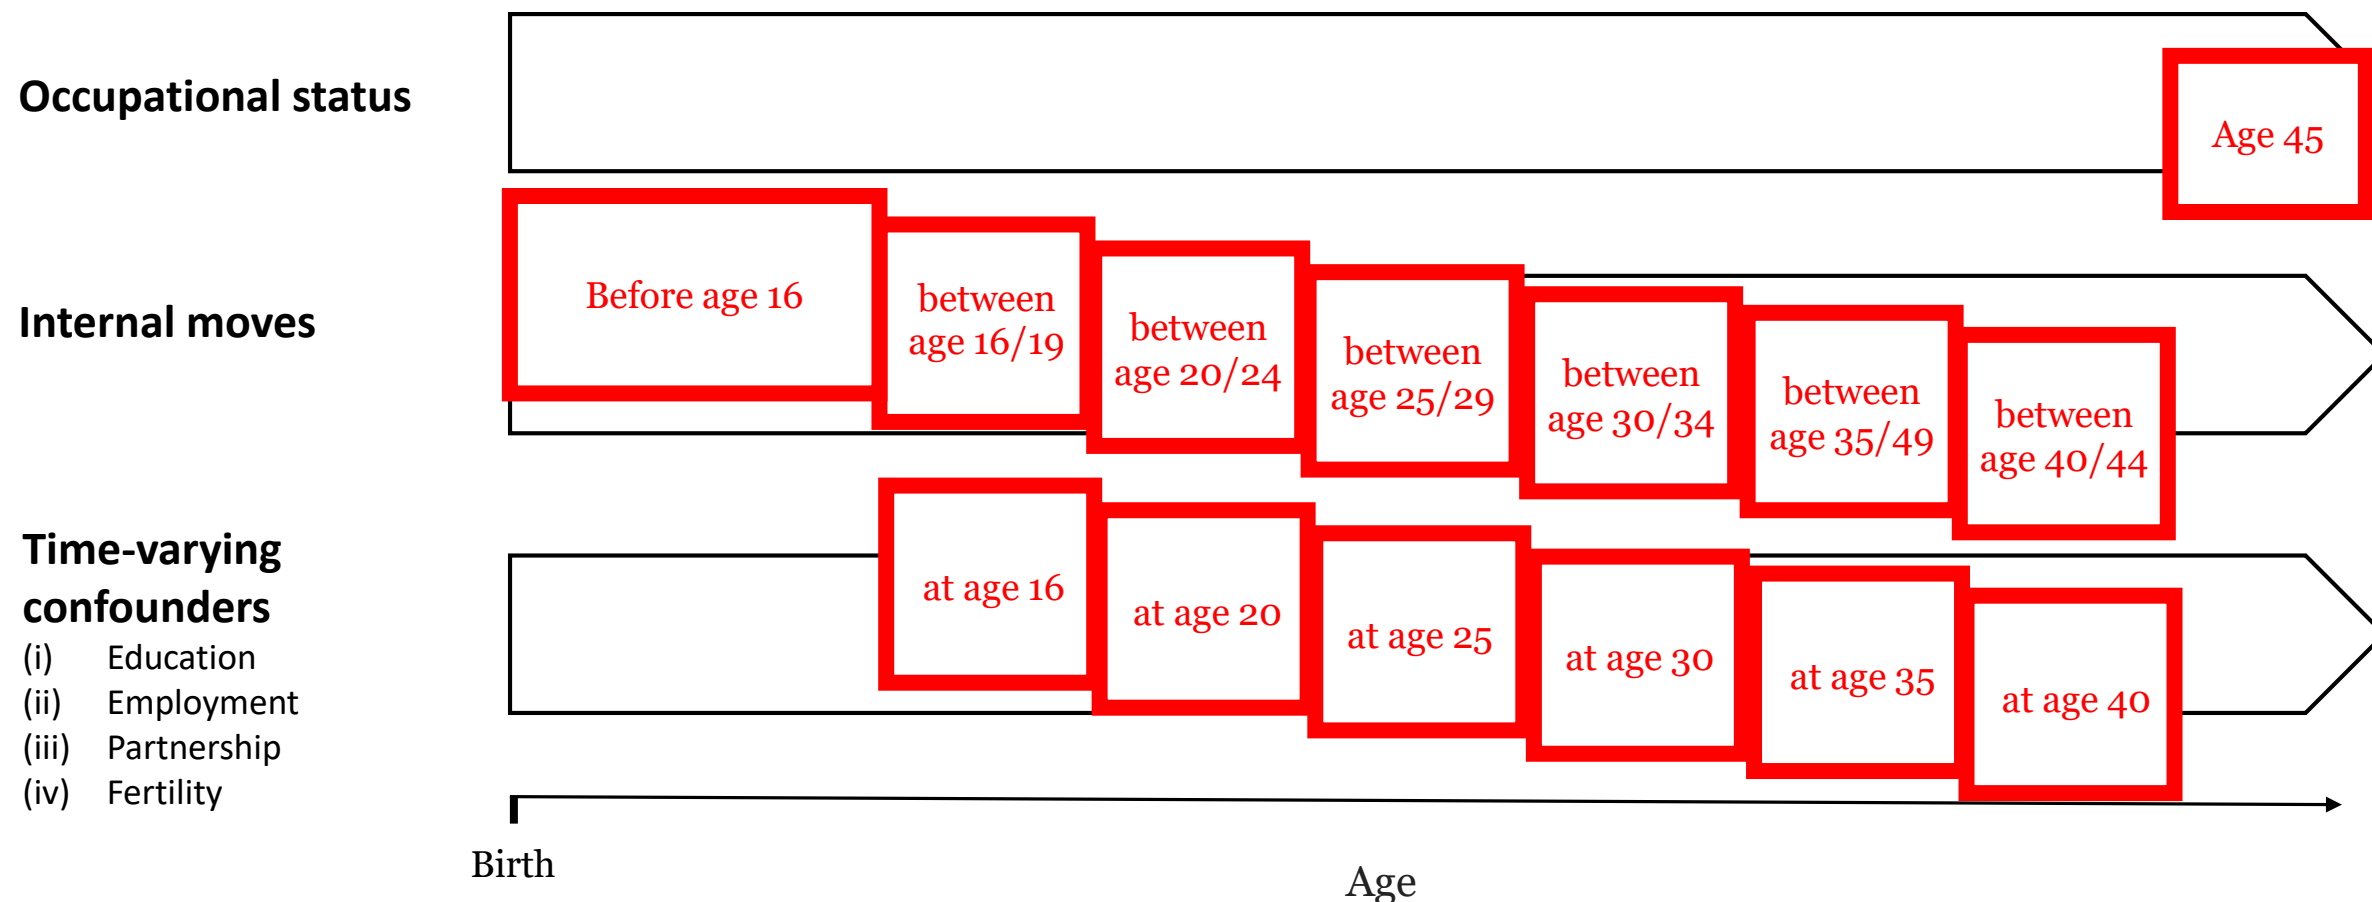 Occupational status
Age 45
Internal moves
Before age 16
between
age 16/19
between
age 20/24
between
age 25/29
between
age 30/34
between
age 35/49
between
age 40/44
Time-varying
confounders
(i) Education
(ii) Employment
(iii) Partnership
(iv) Fertility
at age 16
at age 20
at age 25
at age 30
at age 35
at age 40
Birth
Age